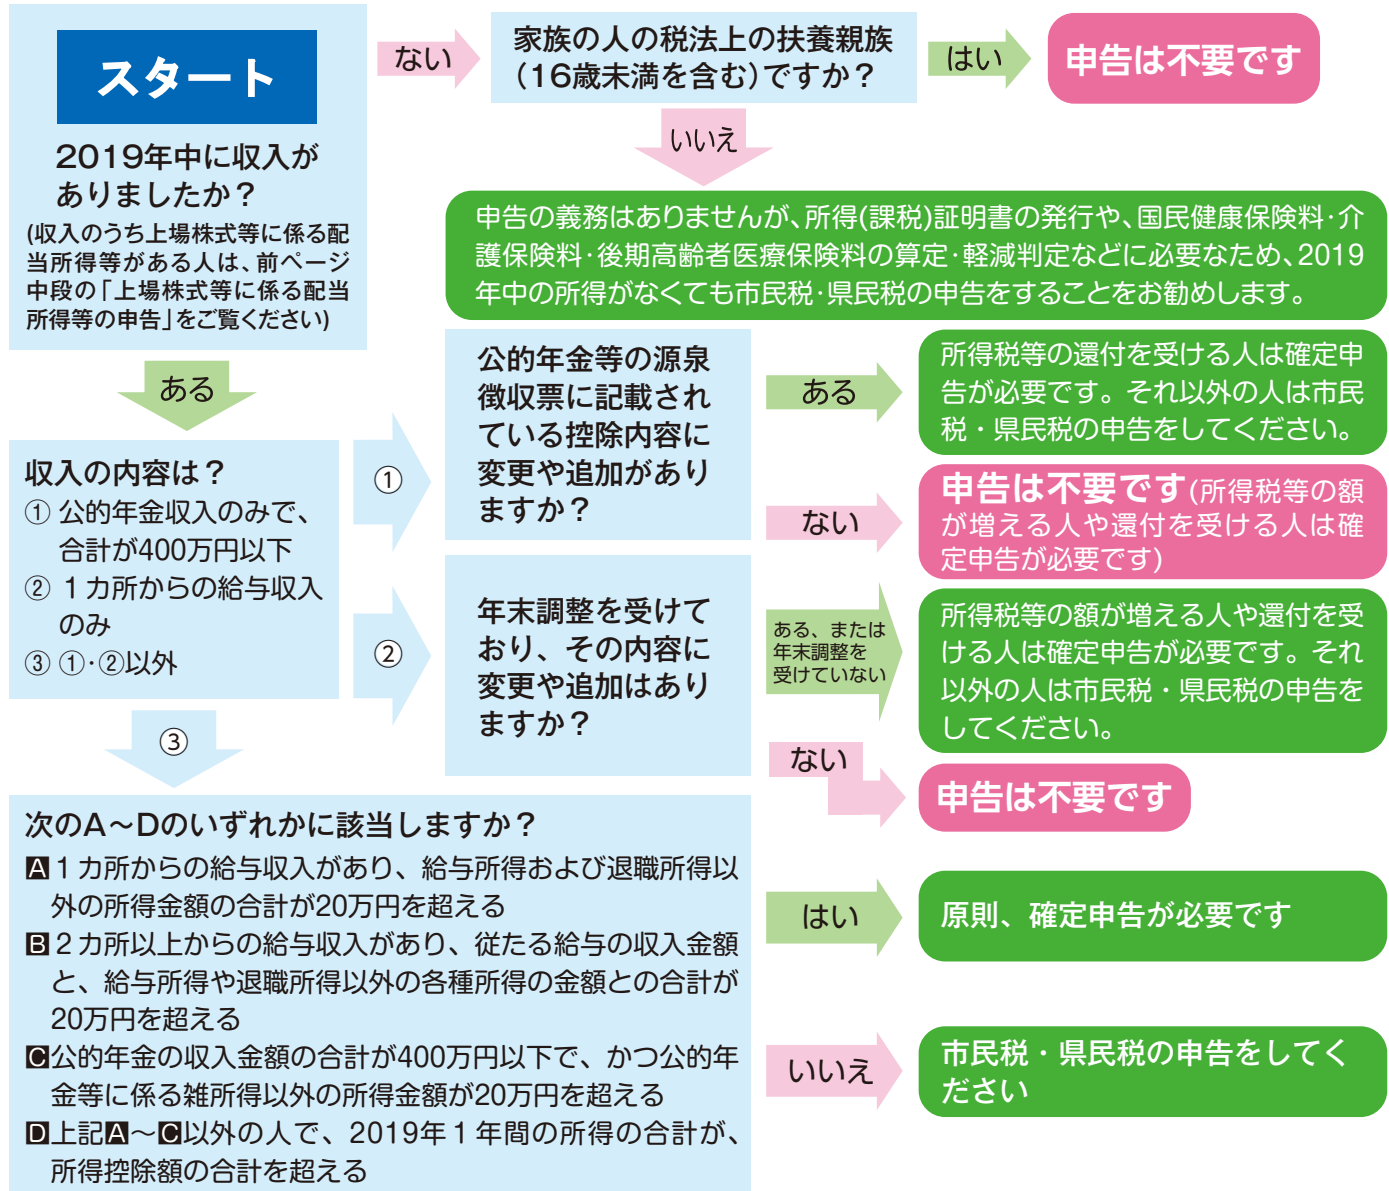 スタート
2019年中に収入が
ありましたか？
(収入のうち上場株式等に係る配
当所得等がある人は、前ページ
中段の「上場株式等に係る配当
所得等の申告」をご覧ください)
ない
家族の人の税法上の扶養親族
(16歳未満を含む)ですか？
はい
申告は不要です
いいえ
申告の義務はありませんが、所得(課税)証明書の発行や、国民健康保険料・介
護保険料・後期高齢者医療保険料の算定・軽減判定などに必要なため、2019
年中の所得がなくても市民税・県民税の申告をすることをお勧めします。
ある
収入の内容は？
① 公的年金収入のみで、
合計が400万円以下
② １カ所からの給与収入
のみ
③ ①・②以外
①
公的年金等の源泉
徴収票に記載され
ている控除内容に
変更や追加があり
ますか？
ある
所得税等の還付を受ける人は確定申
告が必要です。それ以外の人は市民
税・県民税の申告をしてください。
ない
申告は不要です(所得税等の額
が増える人や還付を受ける人は確
定申告が必要です)
②
年末調整を受けて
おり、その内容に
変更や追加はあり
ますか？
ある、または
年末調整を
受けていない
所得税等の額が増える人や還付を受
ける人は確定申告が必要です。それ
以外の人は市民税・県民税の申告を
してください。
ない
申告は不要です
③
次のA～Dのいずれかに該当しますか？
A１カ所からの給与収入があり、給与所得および退職所得以
外の所得金額の合計が20万円を超える
B２カ所以上からの給与収入があり、従たる給与の収入金額
と、給与所得や退職所得以外の各種所得の金額との合計が
20万円を超える
C公的年金の収入金額の合計が400万円以下で、かつ公的年
金等に係る雑所得以外の所得金額が20万円を超える
D上記A～C以外の人で、2019年１年間の所得の合計が、
所得控除額の合計を超える
はい
原則、確定申告が必要です
いいえ
市民税・県民税の申告をしてく
ださい